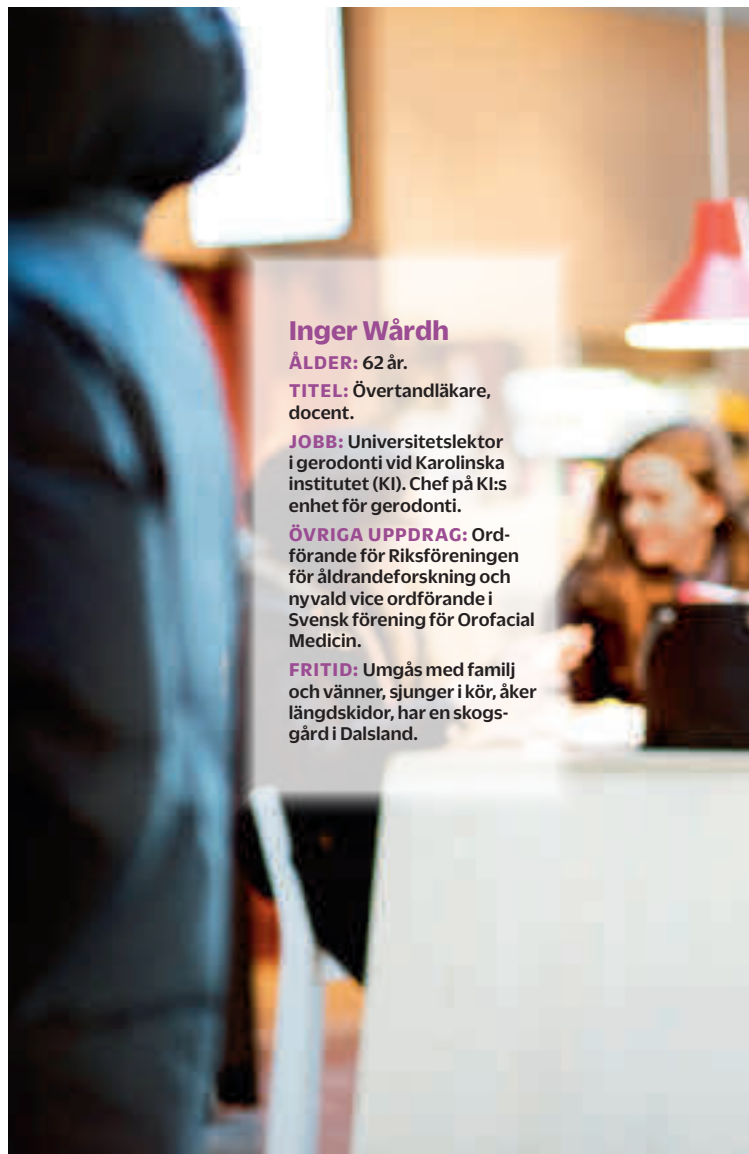 Inger Wårdh
ÅLDER: 62 år.
TITEL: Övertandläkare,
docent.
JOBB: Universitetslektor
i gerodonti vid Karolinska
institutet (KI). Chef på KI:s
enhet för gerodonti.
ÖVRIGA UPPDRAG: Ord-
förande för Riksföreningen
för åldrandeforskning och
nyvald vice ordförande i
Svensk förening för Orofacial
Medicin.
FRITID: Umgås med familj
och vänner, sjunger i kör, åker
längdskidor, har en skogs-
gård i Dalsland.